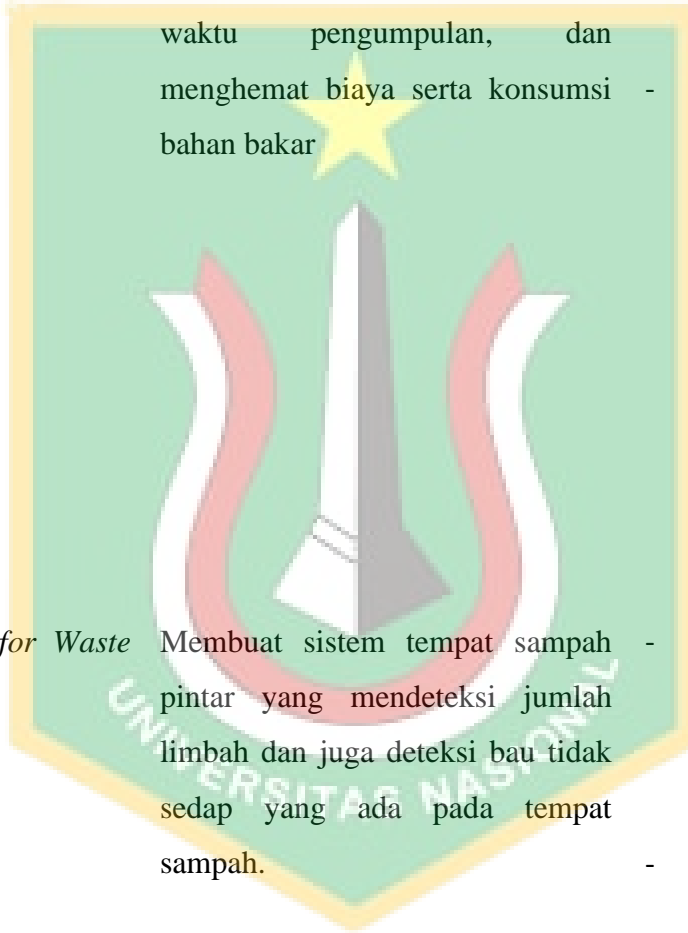 waktu pengumpulan, dan
menghemat biaya serta konsumsi -
bahan bakar
for Waste Membuat sistem tempat sampah -
pintar yang mendeteksi jumlah
limbah dan juga deteksi bau tidak
sedap yang ada pada tempat
sampah. -
UNIVERSITAS NASIONAL